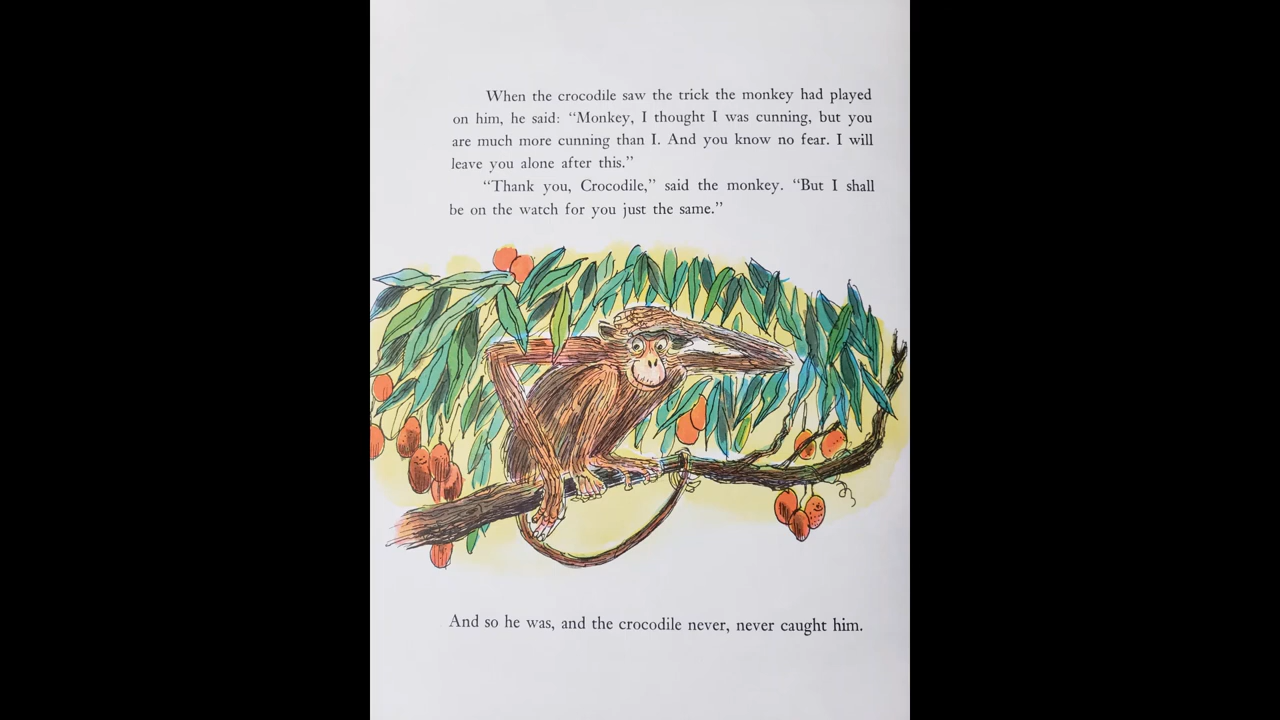 When the crocodile saw the trick the monkey had played
on him, he said: “Monkey, I thought I was cunning, but you
are much more cunning than I. And you know no fear. I will
leave you alone after this.”
“Thank you, Crocodile,” said the monkey. “But I shall
be on the watch for you just the same.”
And so he was, and the crocodile never, never caught him.